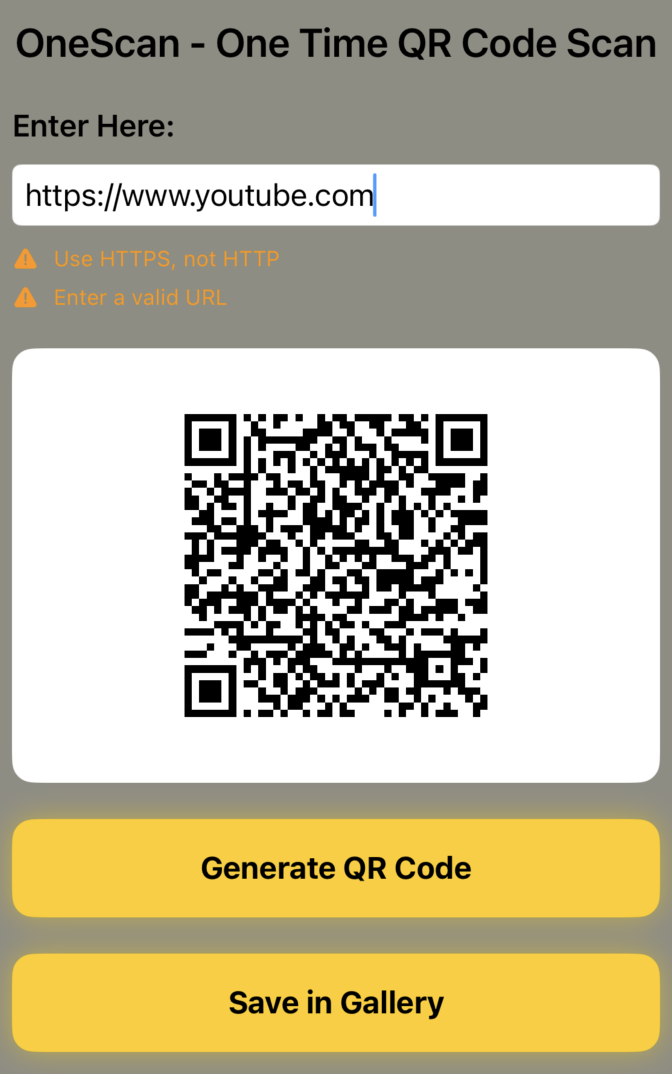 OneScan - One Time QR Code Scan
Enter Here:
https://www.youtube.com
Use HTTPS, not HTTP
Enter a valid URL
Generate QR Code
Save in Gallery